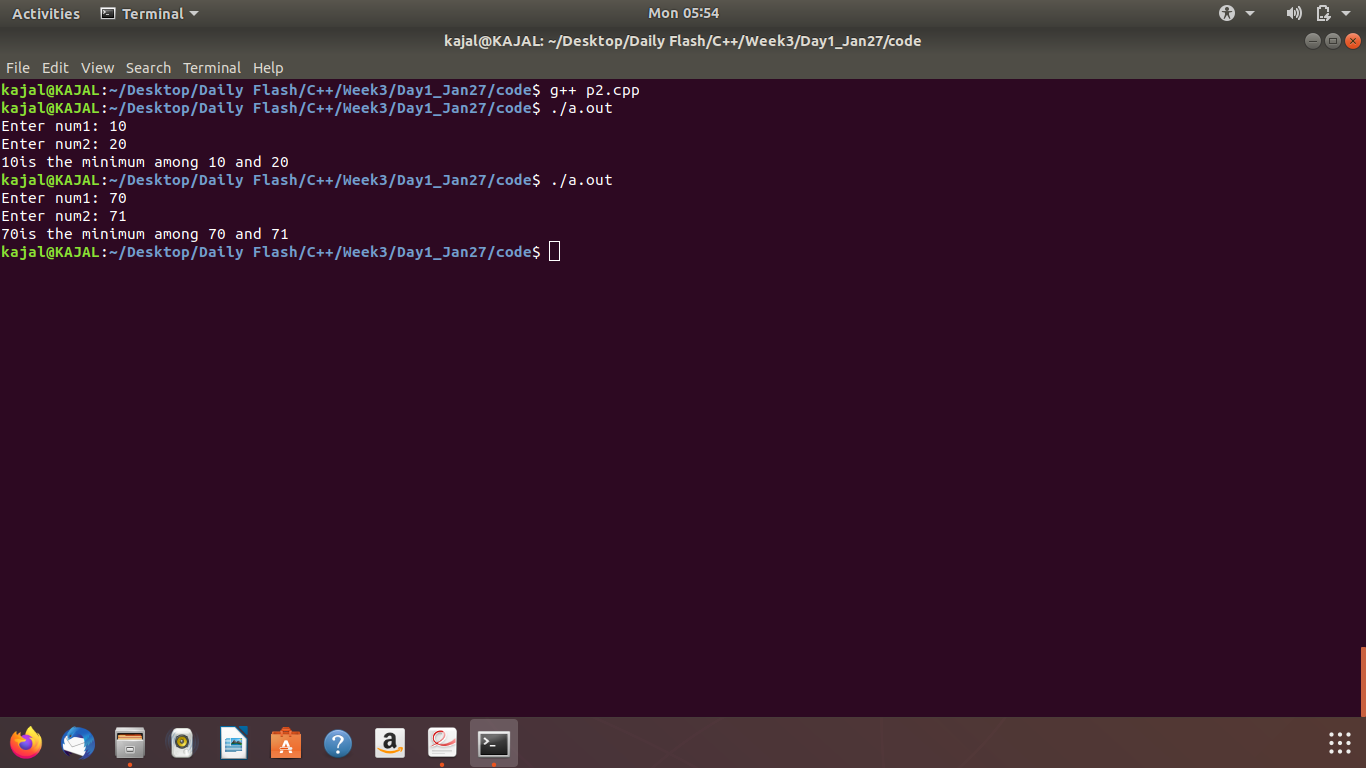 Activities Terminal Mon 05:54
kajal@KAJAL: ~/Desktop/Daily Flash/C++/Week3/Day1_Jan27/code
File Edit View Search Terminal Help
kajal@KAJAL:~/Desktop/Daily Flash/C++/Week3/Day1_Jan27/code$ g++ p2.cpp
kajal@KAJAL:~/Desktop/Daily Flash/C++/Week3/Day1_Jan27/code$ ./a.out
Enter num1: 10
Enter num2: 20
10is the minimum among 10 and 20
kajal@KAJAL:~/Desktop/Daily Flash/C++/Week3/Day1_Jan27/code$ ./a.out
Enter num1: 70
Enter num2: 71
70is the minimum among 70 and 71
kajal@KAJAL:~/Desktop/Daily Flash/C++/Week3/Day1_Jan27/code$